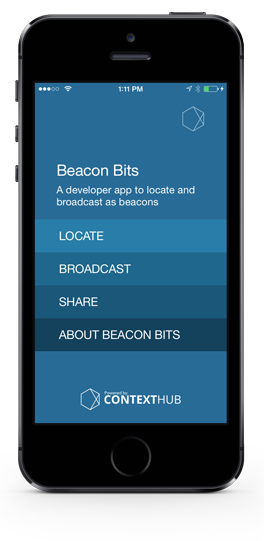 1:11 PM
Beacon Bits
A developer app to locate and
broadcast as beacons
LOCATE
BROADCAST
SHARE
ABOUT BEACON BITS
Powered by
CONTEXTHUB